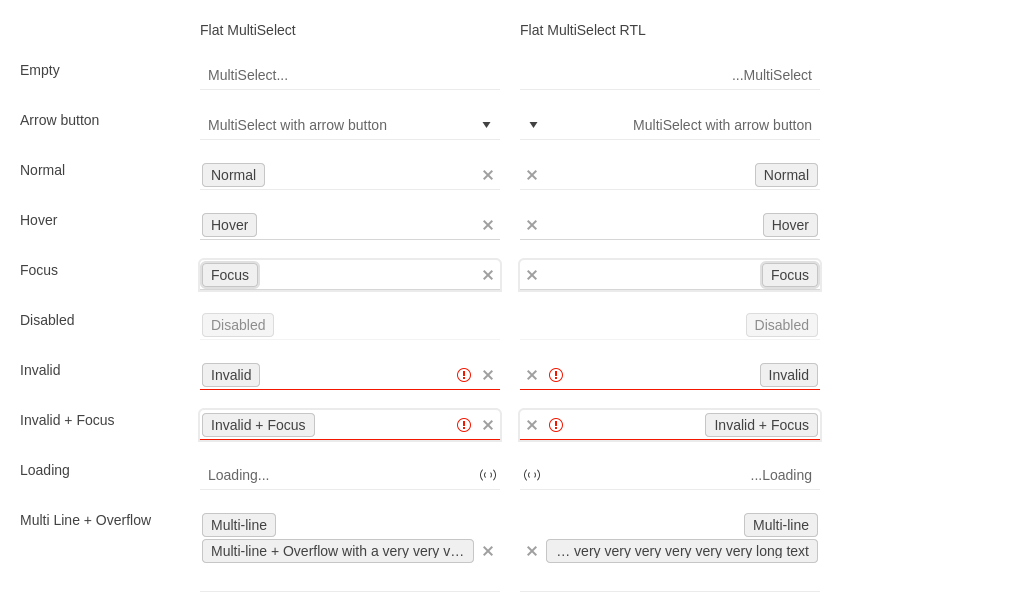 Flat MultiSelect Flat MultiSelect RTL
Empty MultiSelect... ...MultiSelect
Arrow button MultiSelect with arrow button MultiSelect with arrow button
Normal Normal Normal
Hover Hover Hover
Focus Focus Focus
Disabled Disabled Disabled
Invalid Invalid Invalid
Invalid + Focus Invalid + Focus Invalid + Focus
Loading Loading... ...Loading
Multi Line + Overflow Multi-line Multi-line
Multi-line + Overflow with a very very v... ... very very very very very very long text